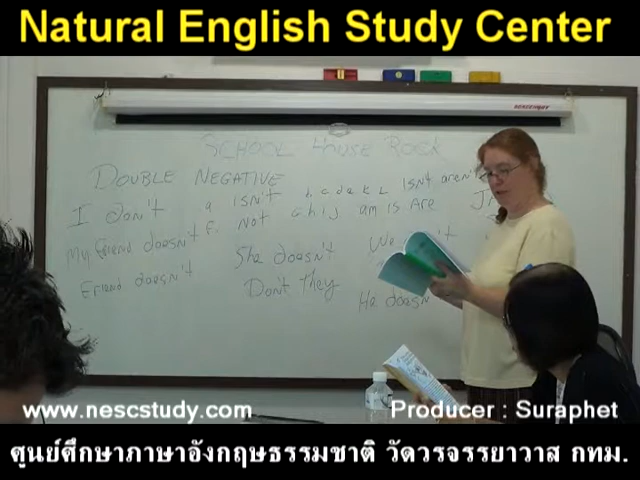 Natural English Study Center
SCHOOL HOUSE ROCK
DOUBLE NEGATIVE
I don't a isn't b. c a d e k L isn't aren't
F. Not a h i j am is Are
My friend doesn't She doesn't We
Friend doesn't Don't They He doesn
www.nescstudy.com Producer : Suraphet
ศูนย์ศึกษาภาษาอังกฤษธรรมชาติ วัดวรจรรยาวาส กทม.